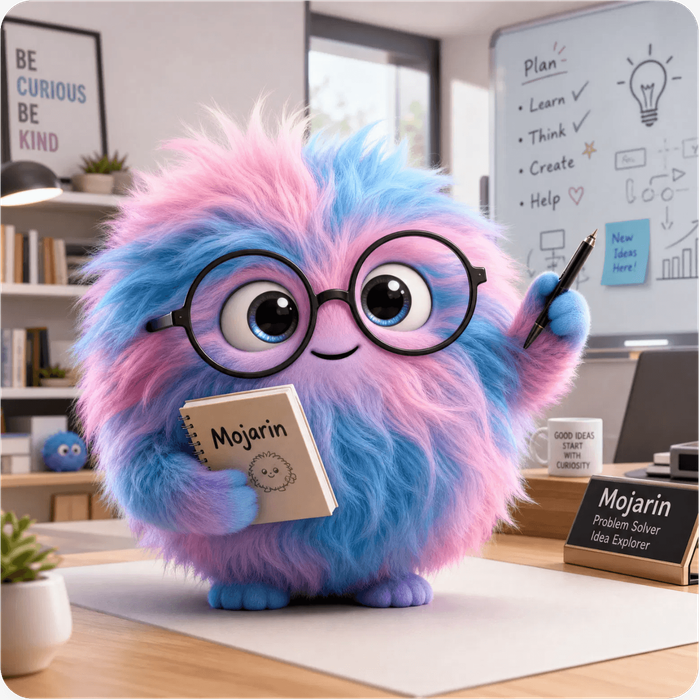 BE
CURIOUS
BE
KIND
Plan
• Learn ✓
• Think ✓
• Create
• Help ♡
New
Ideas
Here!
Mojarin
GOOD IDEAS
START
WITH
CURIOSITY
Mojarin
Problem Solver
Idea Explorer